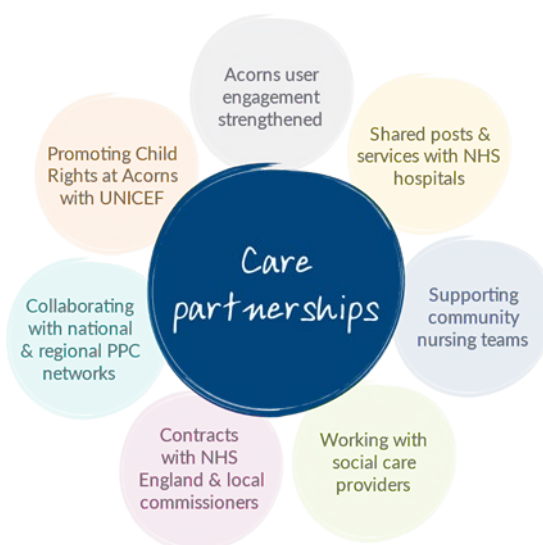 Acorns user
engagement
strengthened
Shared posts &
services with NHS
hospitals
Supporting
community
nursing teams
Working with
social care
providers
Contracts
with NHS
England & local
commissioners
Collaborating
with national
& regional PPC
networks
Promoting Child
Rights at Acorns
with UNICEF
Care
partnerships